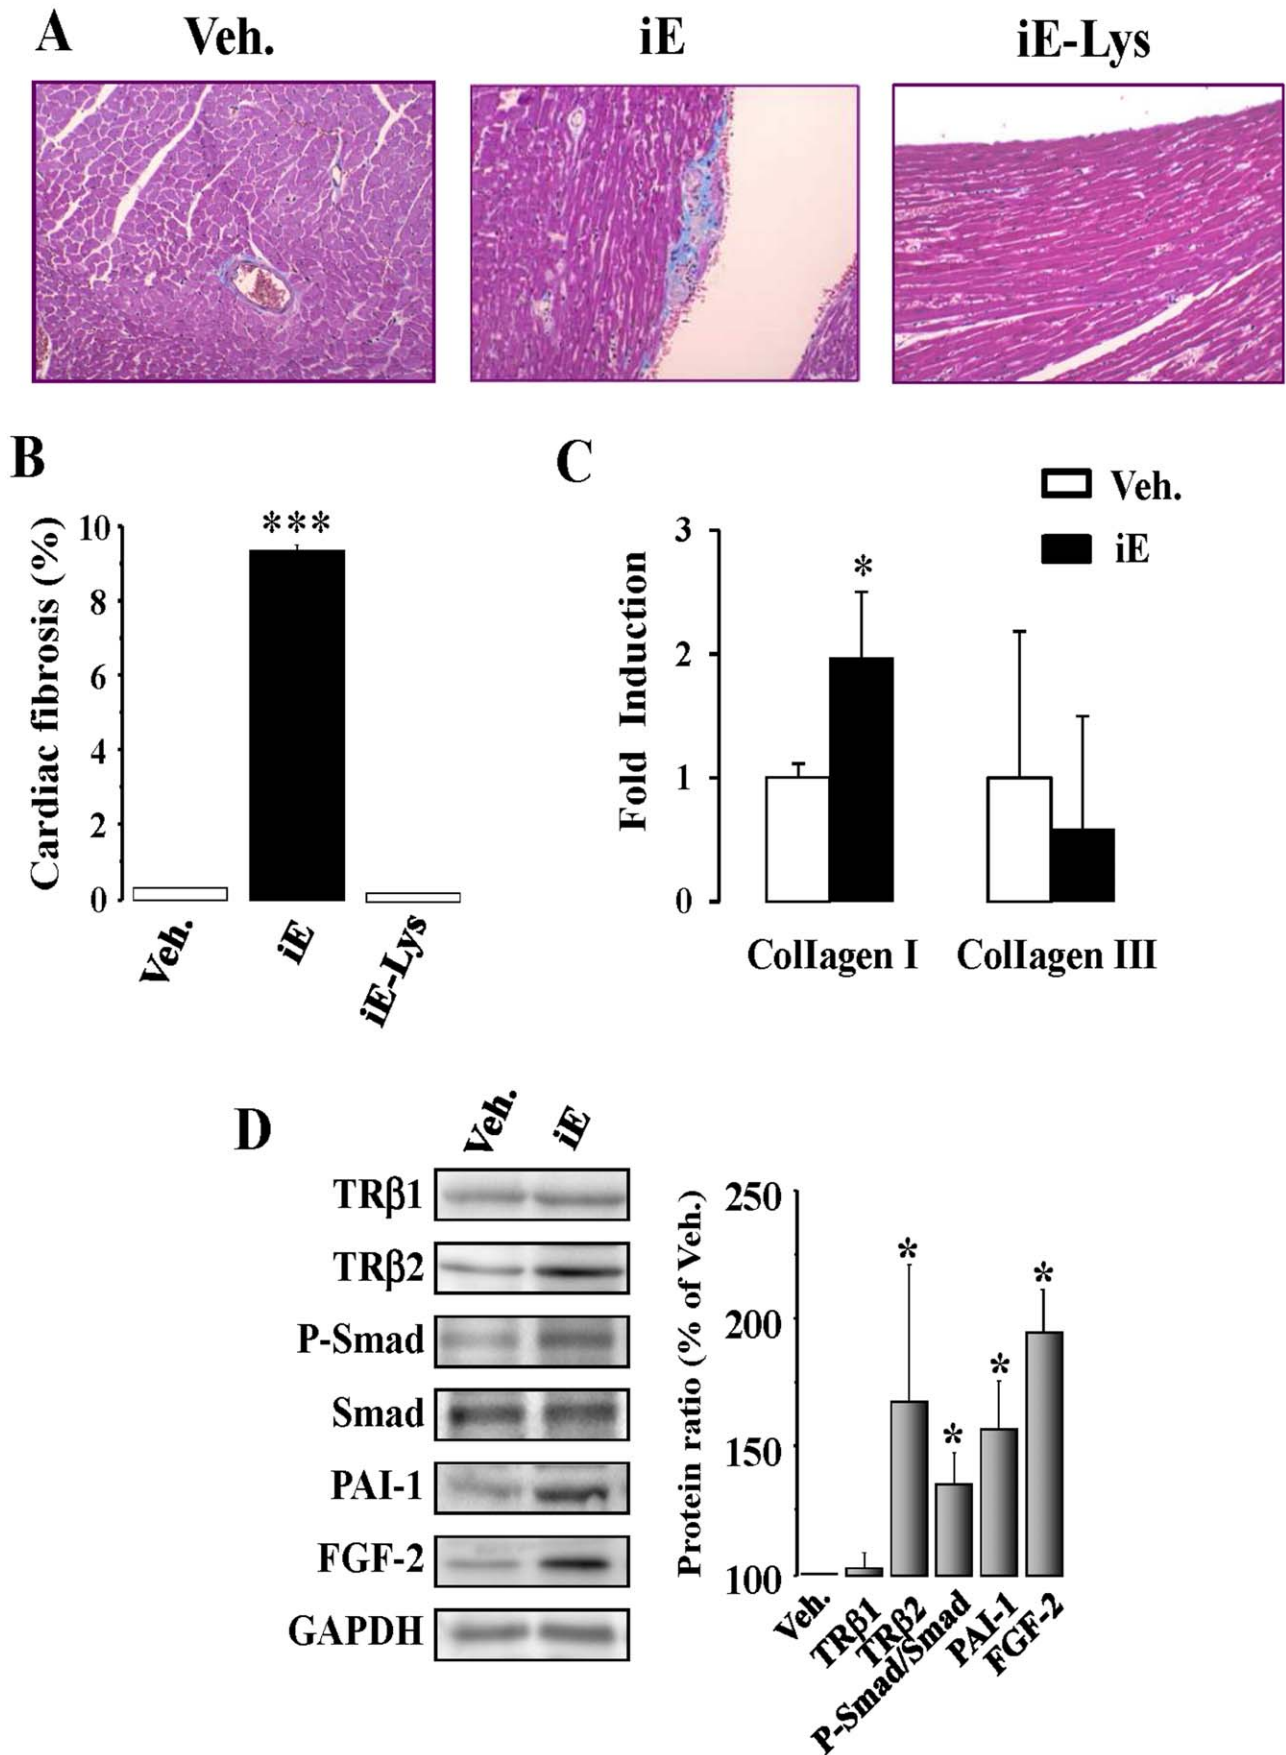 A
Veh.
iE
iE-Lys
B
Cardiac fibrosis (%)
10
8
6
4
2
0
***
Veh.
iE
iE-Lys
C
Veh.
iE
Fold Induction
3
2
1
0
*
Collagen I
Collagen III
D
Veh.
iE
TRβ1
TRβ2
P-Smad
Smad
PAI-1
FGF-2
GAPDH
Protein ratio (% of Veh.)
250
200
150
100
*
*
*
*
Veh.
TRβ1
TRβ2
P-Smad/Smad
PAI-1
FGF-2